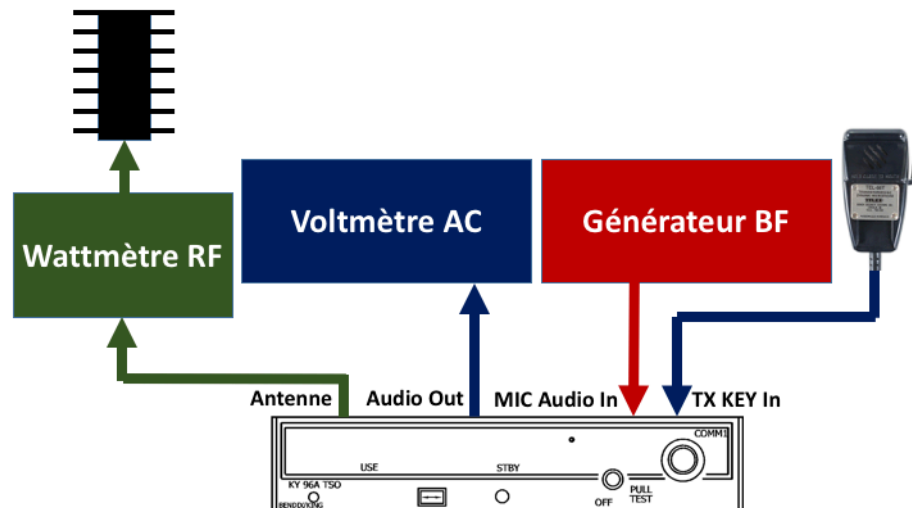 Wattmètre RF
Voltmètre AC
Générateur BF
Antenne
Audio Out
MIC Audio In
TX KEY In
COMM1
USE
STBY
KY 96A TSO
BENDIX/KING
OFF
PULL
TEST